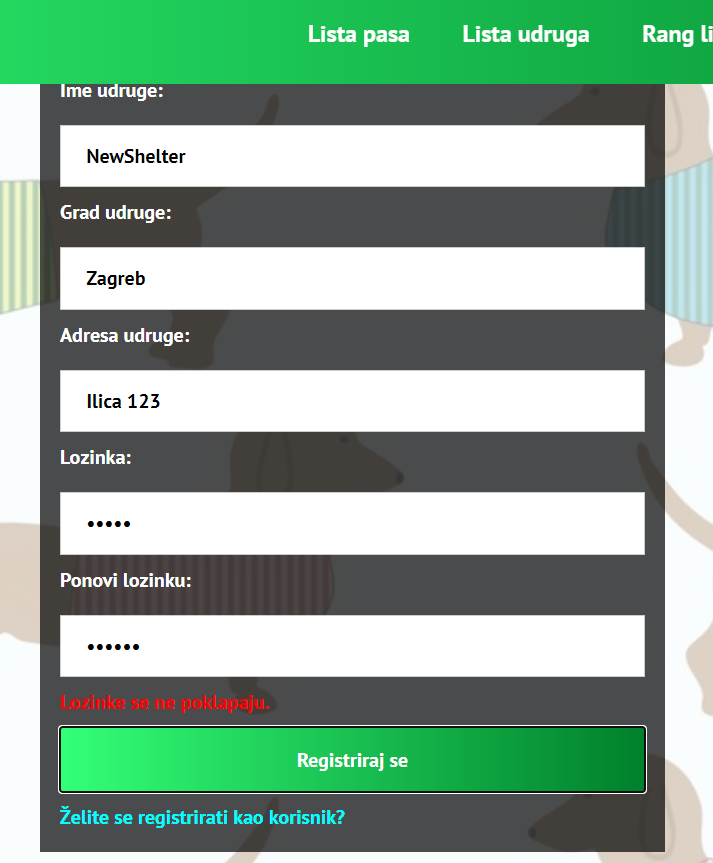 Lista pasa Lista udruga Rang li
Ime udruge:
NewShelter
Grad udruge:
Zagreb
Adresa udruge:
Ilica 123
Lozinka:
•••••
Ponovi lozinku:
••••••
Lozinke se ne poklapaju.
Registriraj se
Želite se registrirati kao korisnik?